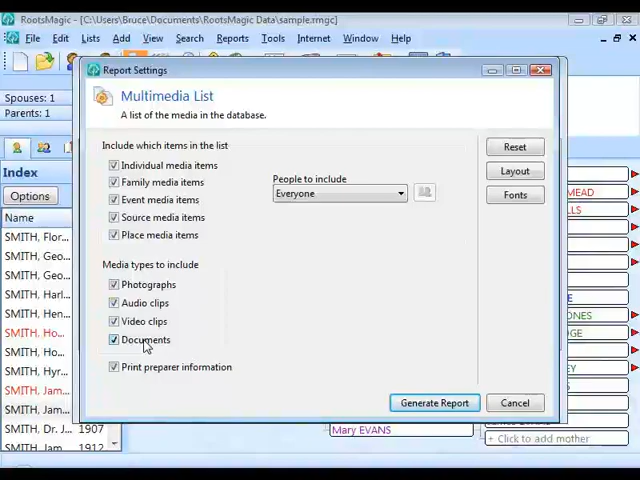 RootsMagic - [C:\Users\Bruce\Documents\RootsMagic Data\sample.rmgc]
File Edit Lists Add View Search Reports Tools Internet Window Help
Spouses: 1
Parents: 1
Index
Options
Name
SMITH, Flor...
SMITH, Geo...
SMITH, Geo...
SMITH, Harl...
SMITH, Hen...
SMITH, Ho...
SMITH, Ho...
SMITH, Hyr...
SMITH, Jam...
SMITH, Jam...
SMITH, Dr. J... 1907
SMITH, Jam... 1912
Report Settings
Multimedia List
A list of the media in the database.
Include which items in the list
Individual media items
Family media items
Event media items
Source media items
Place media items
People to include
Everyone
Media types to include
Photographs
Audio clips
Video clips
Documents
Print preparer information
Reset
Layout
Fonts
Generate Report
Cancel
MEAD
Mary EVANS
+ Click to add mother